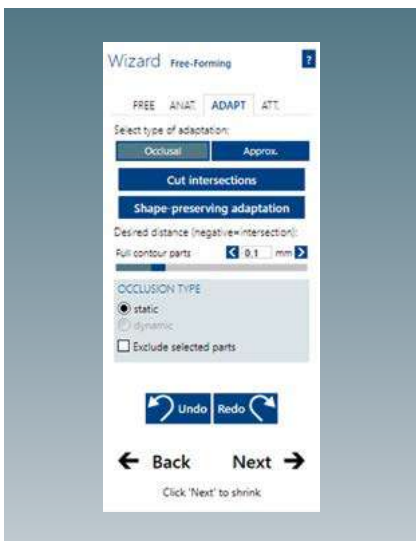 Wizard Free-Forming ?
FREE ANAT. ADAPT ATT.
Select type of adaptation:
Occlusal Approx.
Cut intersections
Shape-preserving adaptation
Desired distance (negative=intersection):
Full contour parts 0,1 mm
OCCLUSION TYPE
static
dynamic
Exclude selected parts
Undo Redo
Back Next
Click 'Next' to shrink